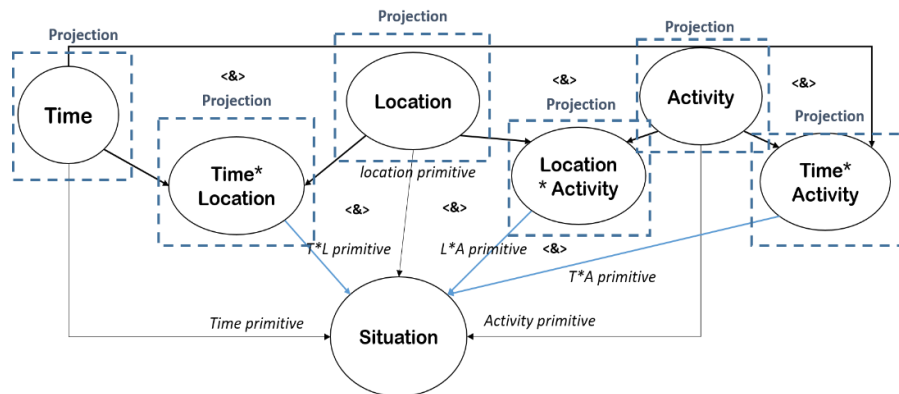 Projection
Projection
Projection
<&>
<&>
<&>
Time
Location
Activity
Projection
Projection
Projection
Time*
Location
location primitive
Location
* Activity
Time*
Activity
<&>
<&>
T*L primitive
L*A primitive
<&>
T*A primitive
Time primitive
Situation
Activity primitive